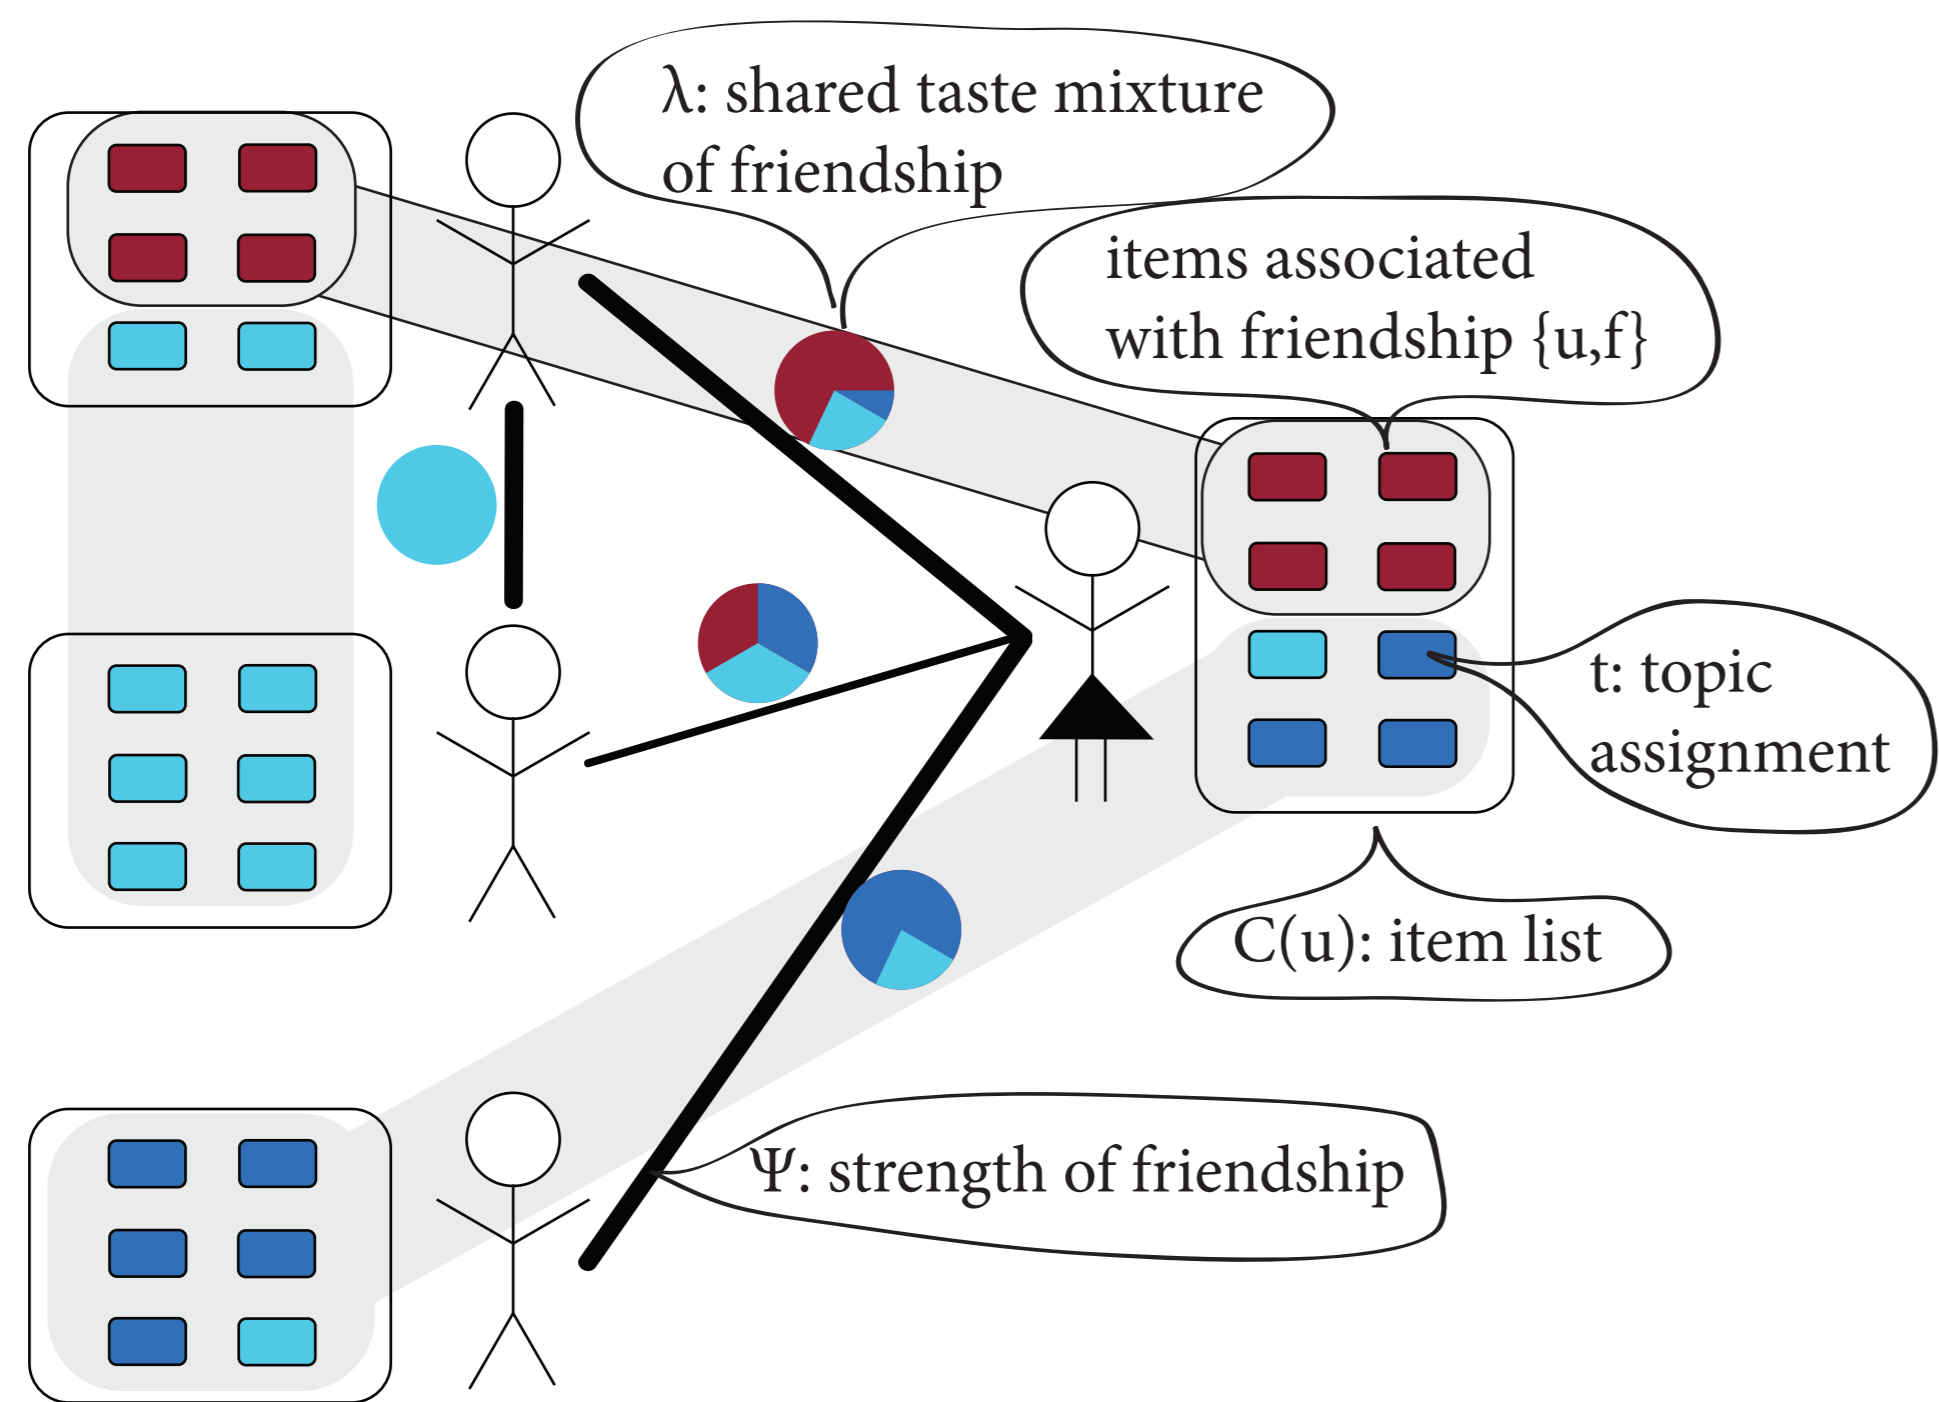 λ: shared taste mixture
of friendship
items associated
with friendship {u,f}
t: topic
assignment
C(u): item list
Ψ: strength of friendship